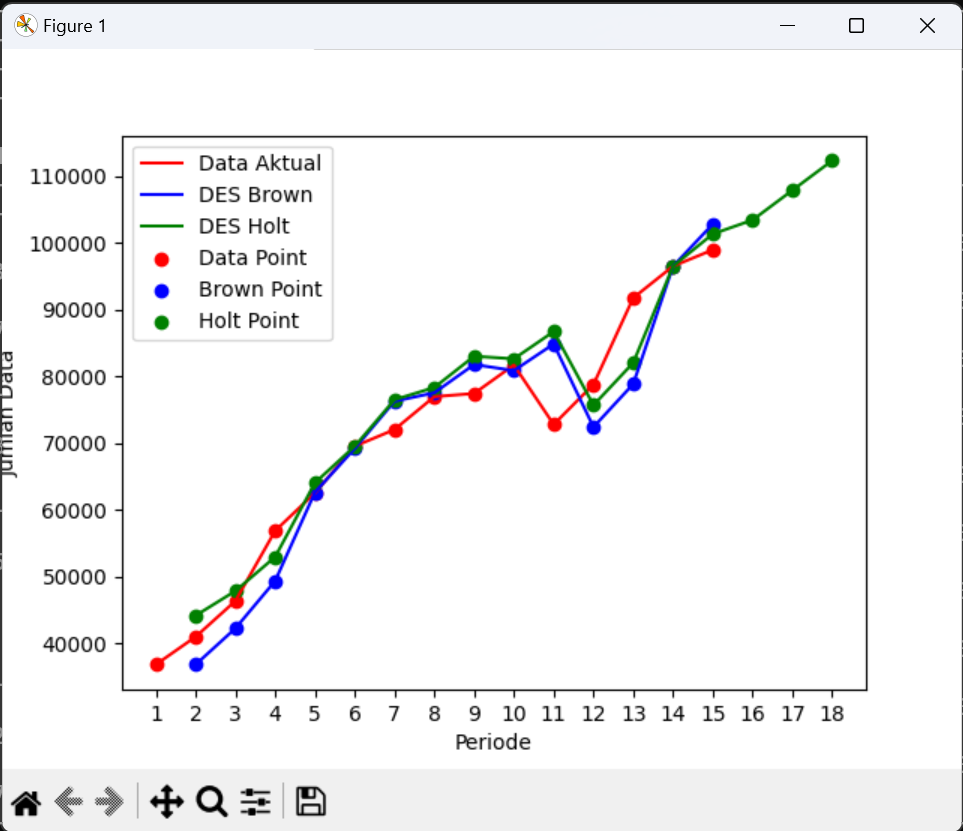 Figure 1
Data Aktual
DES Brown
DES Holt
Data Point
Brown Point
Holt Point
110000
100000
90000
80000
70000
60000
50000
40000
Jumlah Data
1 2 3 4 5 6 7 8 9 10 11 12 13 14 15 16 17 18
Periode